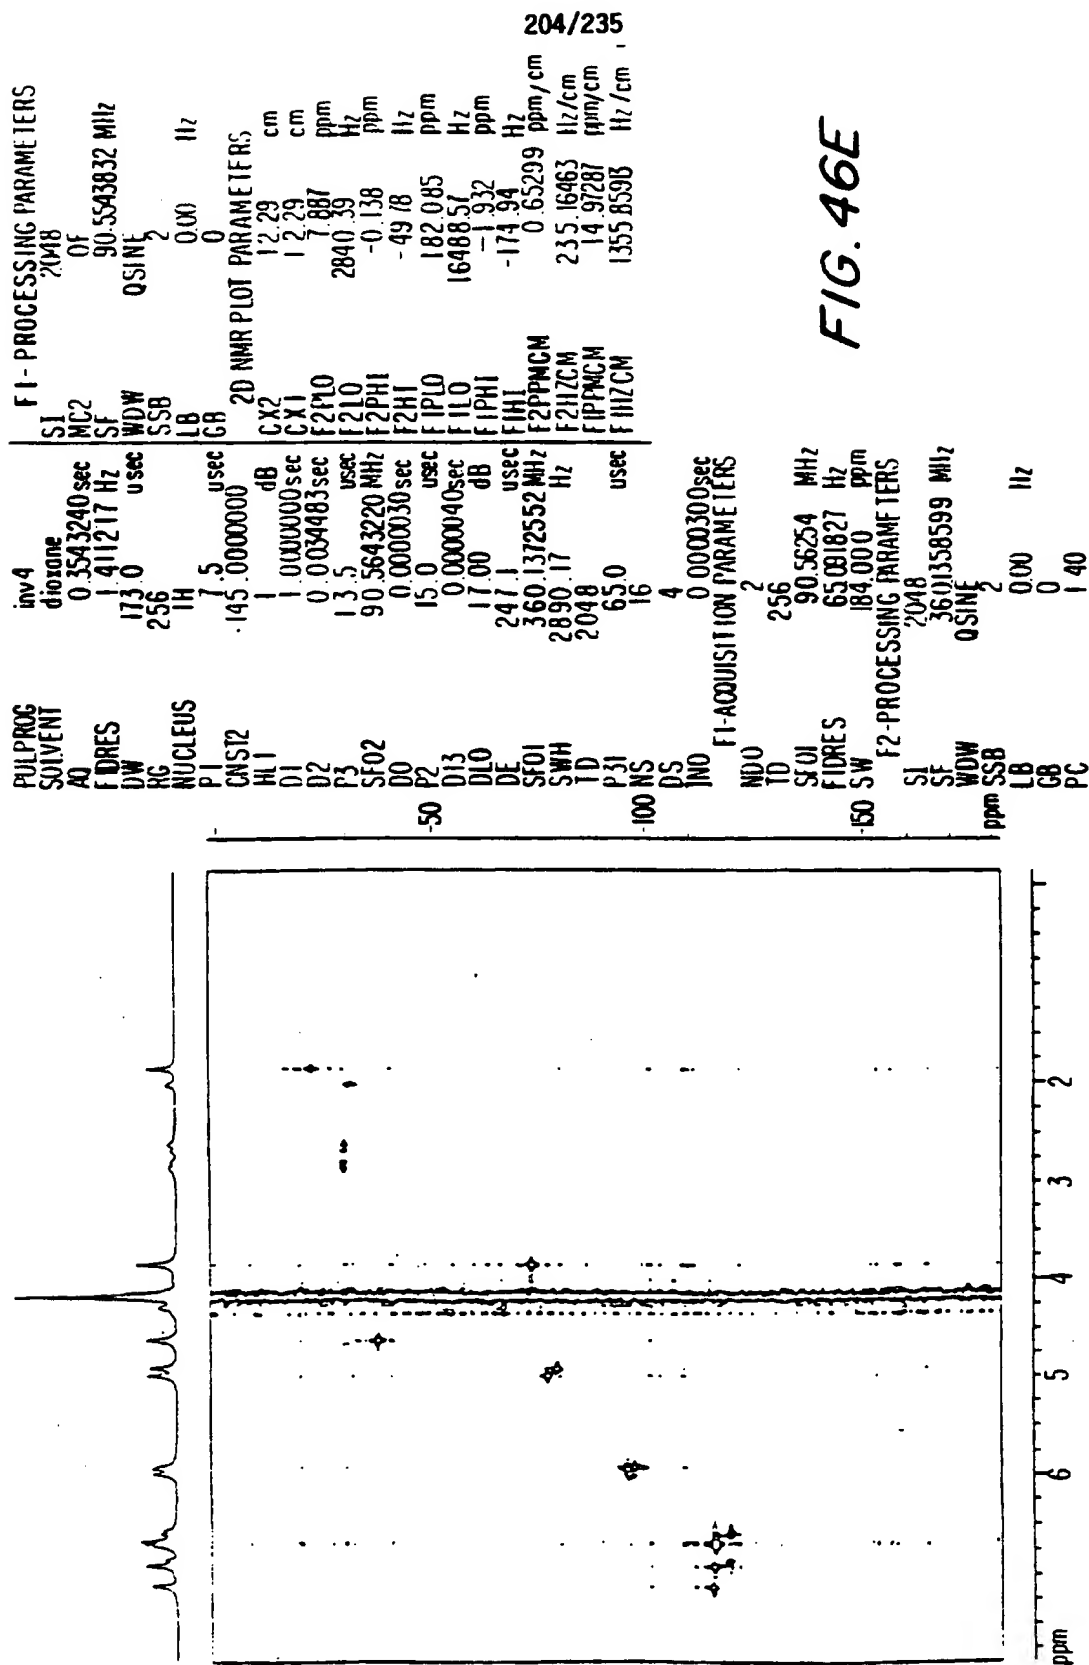 204/235
PULPROG inv4
SOLVENT dioxane
AQ 0.3543240 sec
FIDRES 1.411217 Hz
DW 173.0 usec
RG 256
NUCLEUS 1H
P1 7.5 usec
CNST2 -145.0000000
HL1 1 dB
D1 1.0000000 sec
D2 0.0034483 sec
P3 13.5 usec
SFO2 90.5643220 MHz
D0 0.0000030 sec
P2 15.0 usec
D13 0.0000040sec
DLO 17.00 dB
DE 247.1 usec
SFO1 360.1372552 MHz
SWH 2890.17 Hz
TD 2048
P31 65.0 usec
NS 16
DS 4
IN0 0.0000300sec
F1-ACQUISITION PARAMETERS
NDO 2
TD 256
SFO1 90.56254 MHz
FIDRES 65.091827 Hz
SW 184.000 ppm
F2-PROCESSING PARAMETERS
SI 2048
SF 360.1358599 MHz
WDW QSINE
SSB 2
LB 0.00 Hz
GB 0
PC 1 40
F1-PROCESSING PARAMETERS
SI 2048
MC2 QF
SF 90.5543832 MHz
WDW QSINE
SSB 2
LB 0.00 Hz
GB 0
2D NMR PLOT PARAMETERS
CX2 12.29 cm
CX1 12.29 cm
F2PLO 7.887 ppm
F2LO 2840.39 Hz
F2PHI -0.138 ppm
F2HI -49.78 Hz
F1PLO 182.085 ppm
F1LO 16488.57 Hz
F1PHI -1.932 ppm
F1HI -174.94 Hz
F2PPMCM 0.65299 ppm/cm
F2HZCM 235.16463 Hz/cm
F1PPMCM 14.97287 ppm/cm
F1HZCM 1355.8593 Hz/cm
50
100
150
ppm
ppm 6 5 4 3 2
FIG. 46E